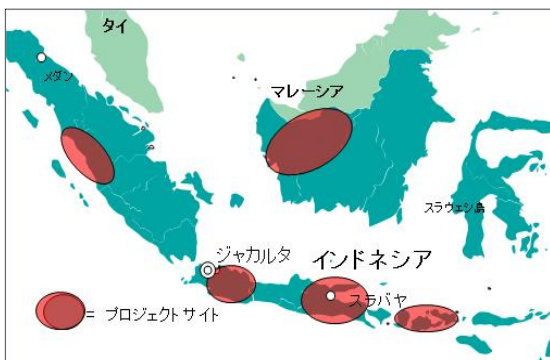 タイ
メダン
マレーシア
スラウェシ島
ジャカルタ
インドネシア
スラバヤ
= プロジェクトサイト